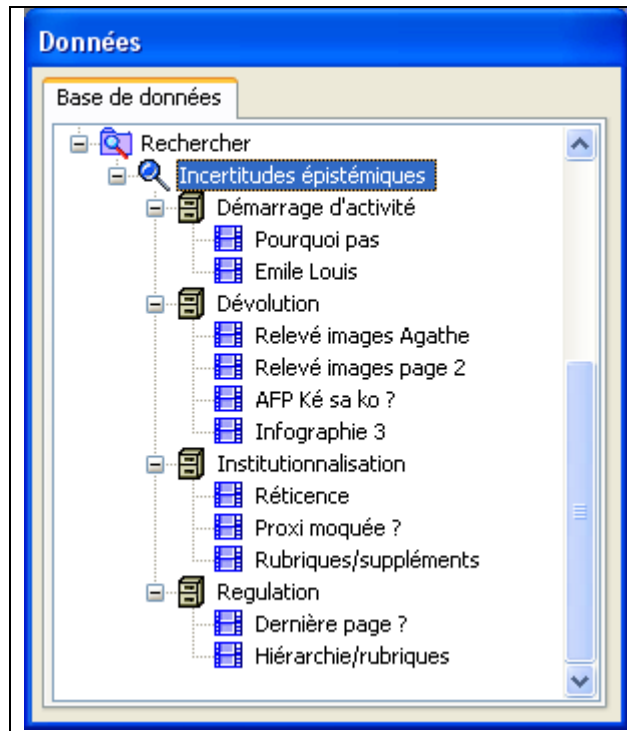 Données
Base de données
Rechercher
Incertitudes épistémiques
Démarrage d'activité
Pourquoi pas
Emile Louis
Dévolution
Relevé images Agathe
Relevé images page 2
AFP Ké sa ko ?
Infographie 3
Institutionnalisation
Réticence
Proxi moquée ?
Rubriques/suppléments
Regulation
Dernière page ?
Hiérarchie/rubriques